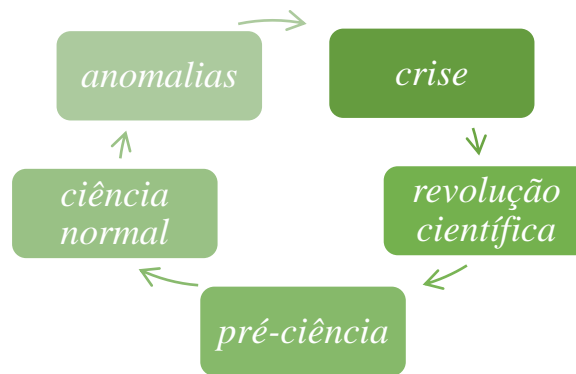 anomalias
crise
ciência
normal
revolução
científica
pré-ciência